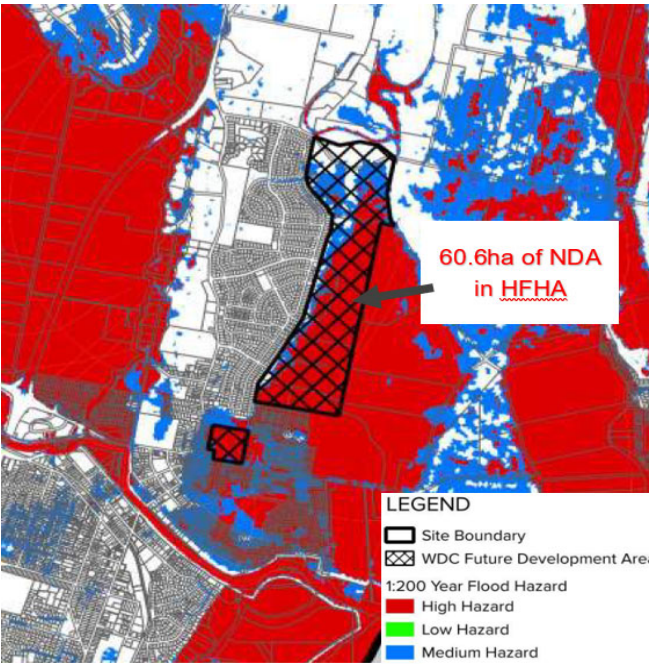 60.6ha of NDA
in HFHA
LEGEND
Site Boundary
WDC Future Development Area
1:200 Year Flood Hazard
High Hazard
Low Hazard
Medium Hazard